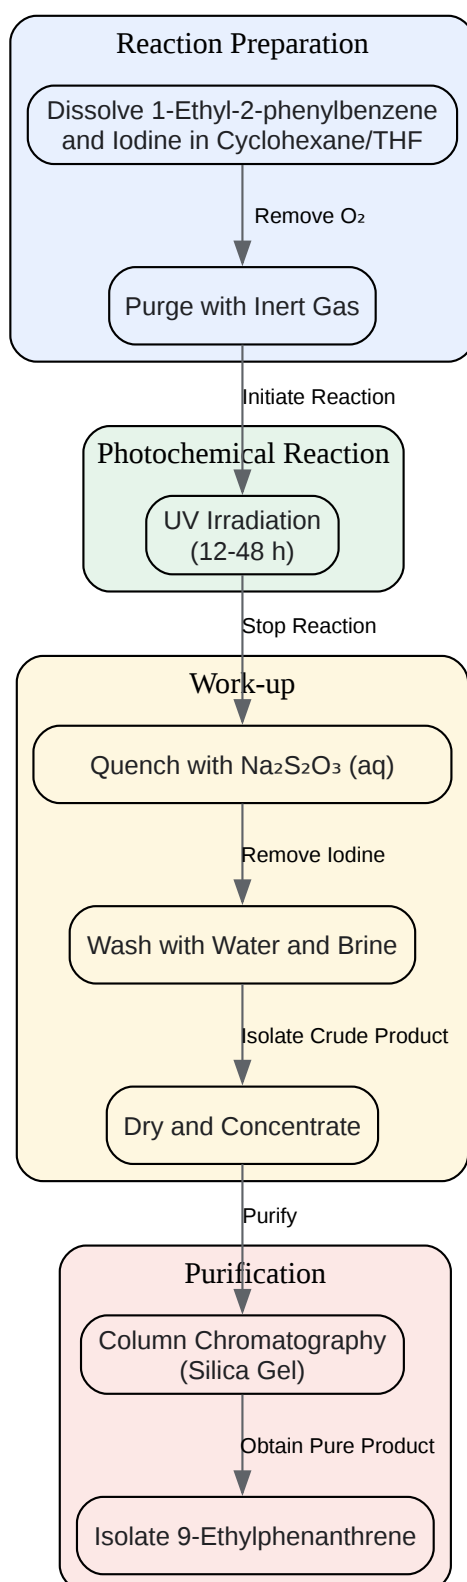 Reaction Preparation
Dissolve 1-Ethyl-2-phenylbenzene
and Iodine in Cyclohexane/THF
Remove O₂
Purge with Inert Gas
Initiate Reaction
Photochemical Reaction
UV Irradiation
(12-48 h)
Stop Reaction
Work-up
Quench with Na₂S₂O₃ (aq)
Remove Iodine
Wash with Water and Brine
Isolate Crude Product
Dry and Concentrate
Purify
Purification
Column Chromatography
(Silica Gel)
Obtain Pure Product
Isolate 9-Ethylphenanthrene